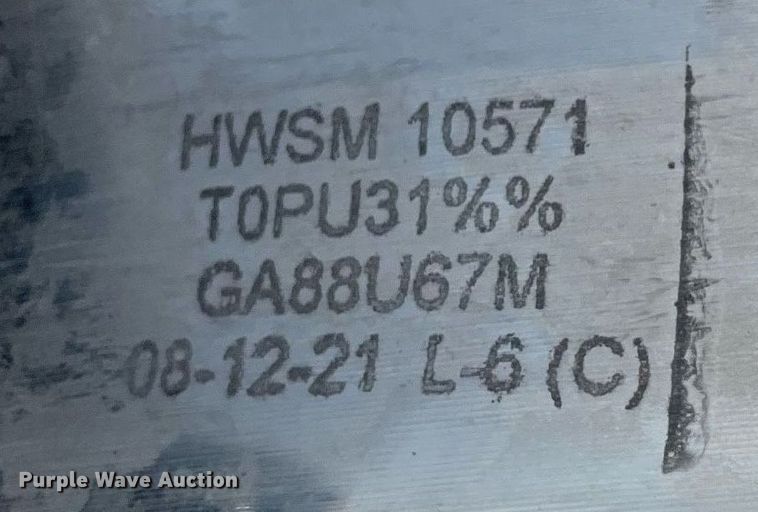 HWSM 10571
T0PU31%%
GA88U67M
08-12-21 L-6 (C)
Purple Wave Auction